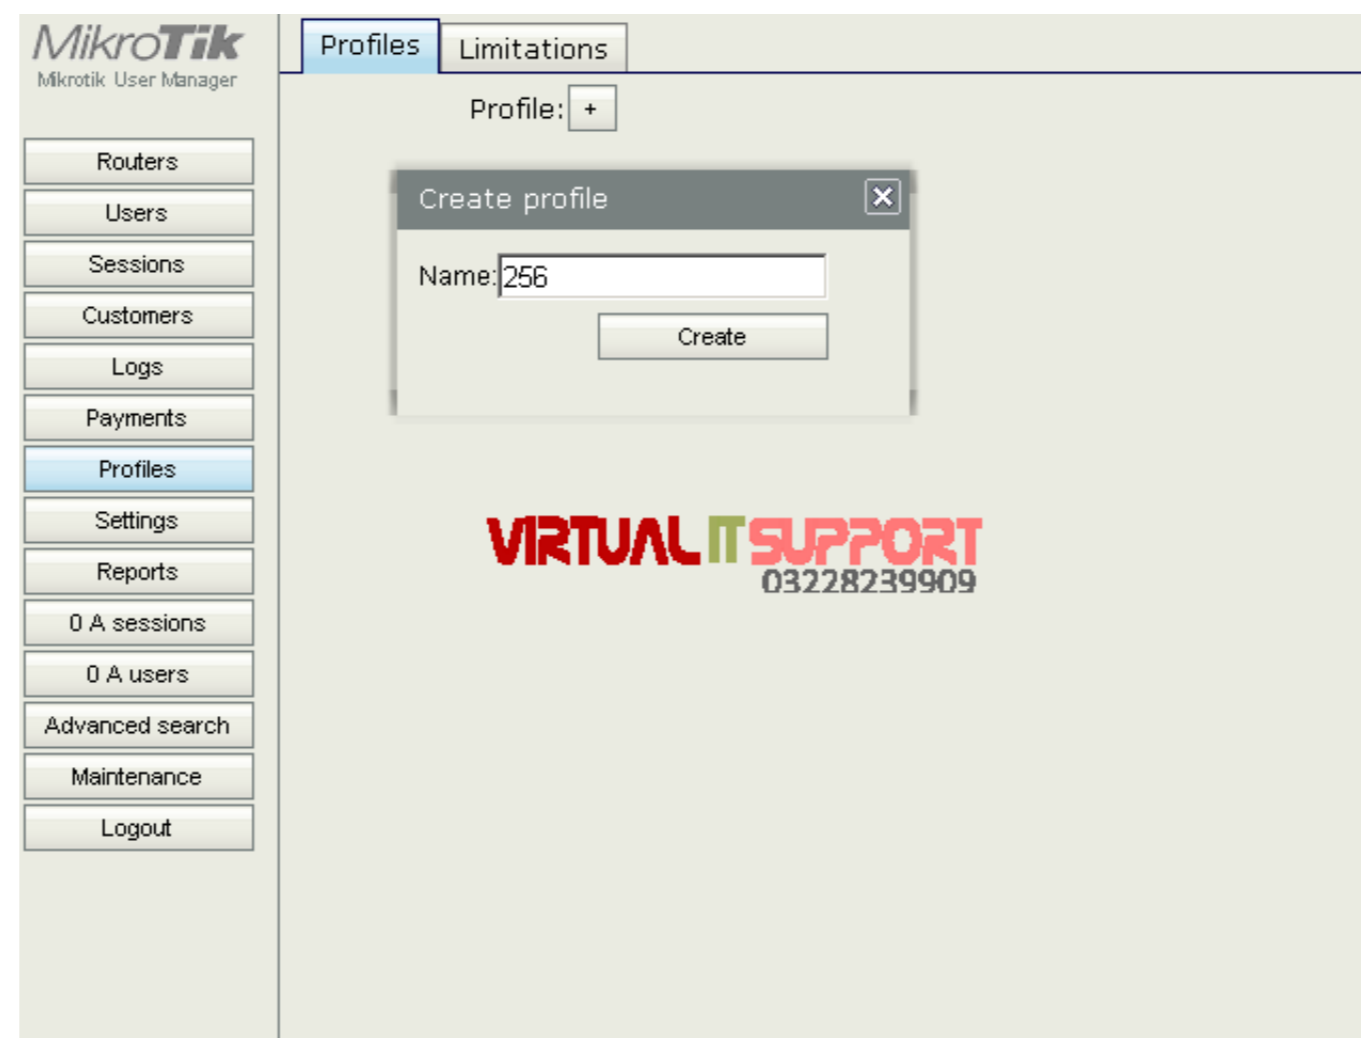 MikroTik
Mikrotik User Manager
Profiles
Limitations
Profile: +
Routers
Users
Sessions
Customers
Logs
Payments
Profiles
Settings
Reports
0 A sessions
0 A users
Advanced search
Maintenance
Logout
Create profile
Name: 256
Create
VIRTUAL IT SUPPORT
03228239909